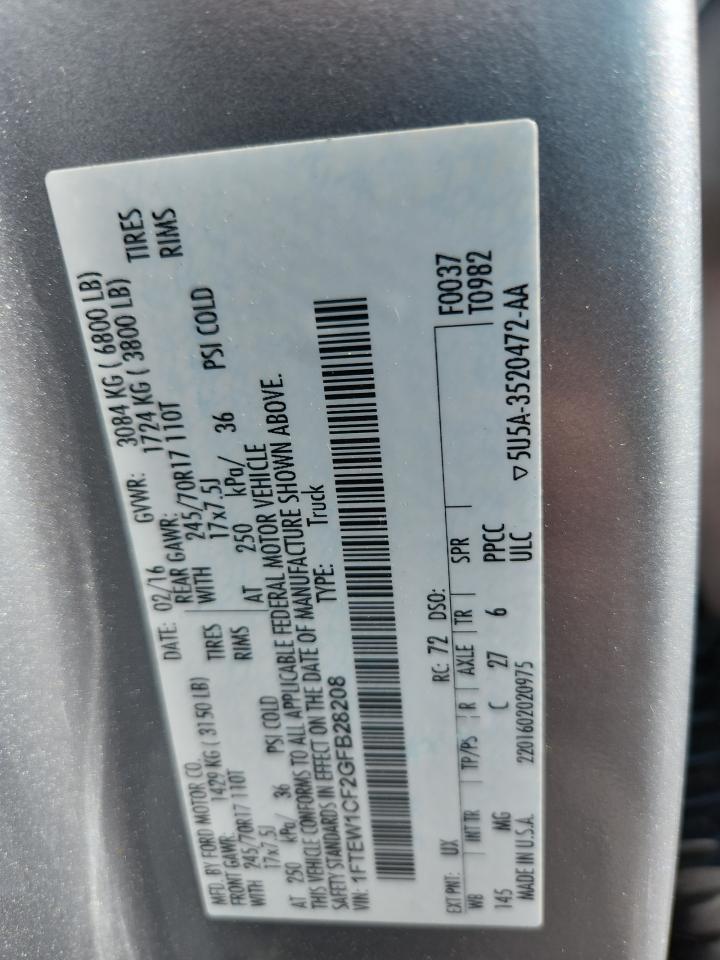 MFD. BY FORD MOTOR CO. DATE: 02/16 GVWR: 3084 KG ( 6800 LB)
FRONT GAWR: 1429 KG ( 3150 LB) REAR GAWR: 1724 KG ( 3800 LB)
WITH 245/70R17 110T TIRES WITH 245/70R17 110T TIRES
17x7.5J RIMS 17x7.5J RIMS
AT 250 kPa/ 36 PSI COLD AT 250 kPa/ 36 PSI COLD
THIS VEHICLE CONFORMS TO ALL APPLICABLE FEDERAL MOTOR VEHICLE
SAFETY STANDARDS IN EFFECT ON THE DATE OF MANUFACTURE SHOWN ABOVE.
VIN: 1FTEW1CF2GFB28208 TYPE: Truck
EXT PNT: UX RC: 72 DSO: F0037
WB INT TR TP/PS R AXLE TR SPR T0982
145 MG C 27 6 PPCC
MADE IN U.S.A. 2201602020975 ULC ▽5U5A-3520472-AA